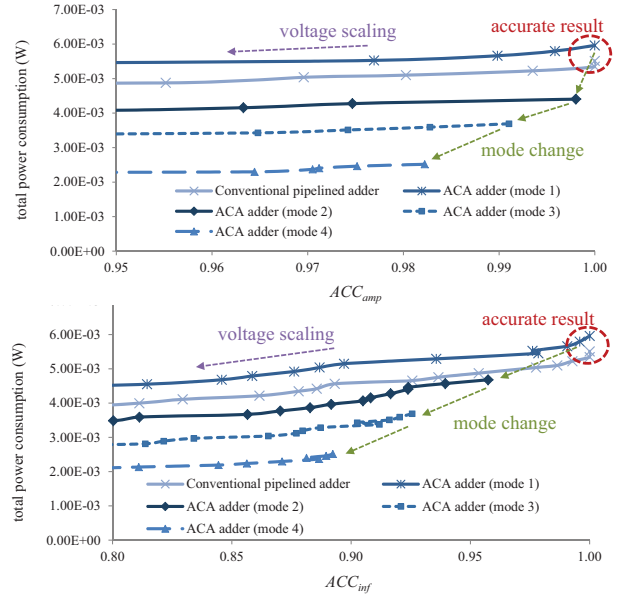 voltage scaling
accurate result
7.00E-03
6.00E-03
5.00E-03
4.00E-03
3.00E-03
2.00E-03
1.00E-03
0.00E+00
total power consumption (W)
mode change
Conventional pipelined adder
ACA adder (mode 1)
ACA adder (mode 2)
ACA adder (mode 3)
ACA adder (mode 4)
0.95
0.96
0.97
0.98
0.99
1.00
ACC_amp
accurate result
voltage scaling
6.00E-03
5.00E-03
4.00E-03
3.00E-03
2.00E-03
1.00E-03
0.00E+00
total power consumption (W)
mode change
Conventional pipelined adder
ACA adder (mode 1)
ACA adder (mode 2)
ACA adder (mode 3)
ACA adder (mode 4)
0.80
0.85
0.90
0.95
1.00
ACC_inf